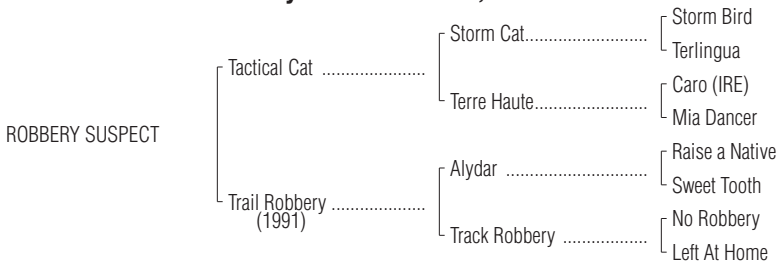 Storm Bird
Storm Cat........................
Terlingua
Tactical Cat ......................
Caro (IRE)
Terre Haute.......................
Mia Dancer
ROBBERY SUSPECT
Raise a Native
Alydar ..............................
Sweet Tooth
Trail Robbery ....................
(1991)
No Robbery
Track Robbery ..................
Left At Home